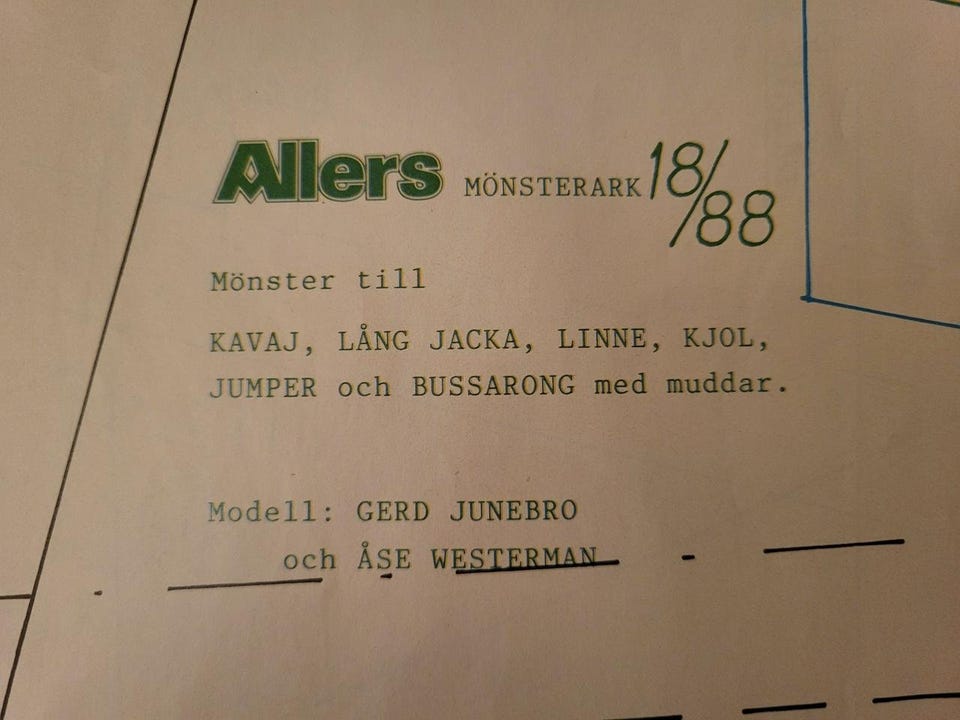 Allers MÖNSTERARK 18/88
Mönster till
KAVAJ, LÅNG JACKA, LINNE, KJOL,
JUMPER och BUSSARONG med muddar.
Modell: GERD JUNEBRO
och ÅSE WESTERMAN